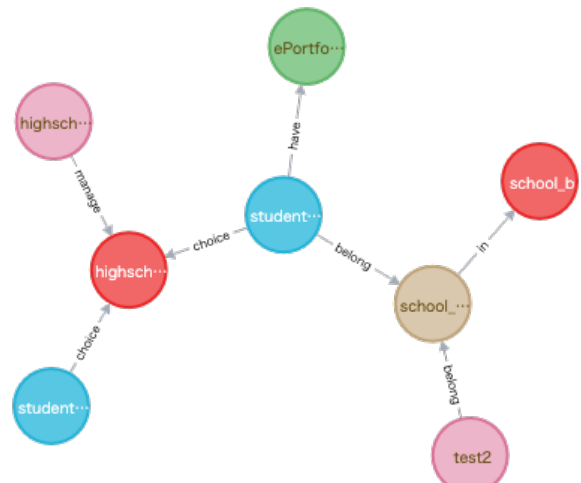 ePortfo···
highsch···
have
manage
school_b
student···
choice
in
belong
highsch···
school_···
choice
belong
student···
test2